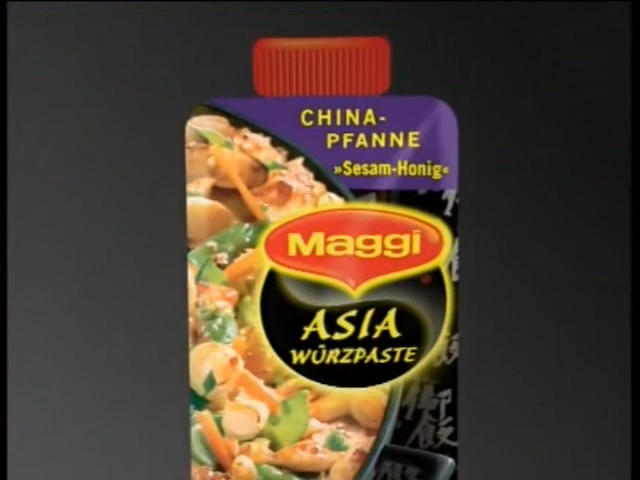 CHINA-
PFANNE
»Sesam-Honig«
Maggi
ASIA
WÜRZPASTE